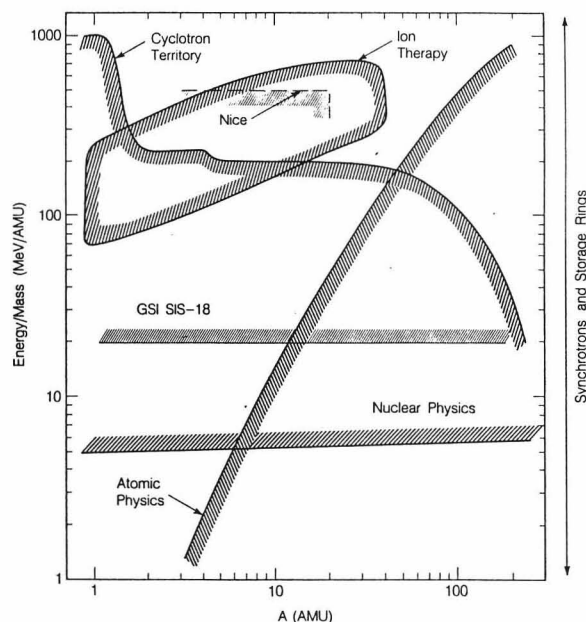 1000
100
10
1
Energy/Mass (MeV/AMU)
Cyclotron
Territory
Ion
Therapy
Nice
GSI SIS-18
Nuclear Physics
Atomic
Physics
1
10
100
A (AMU)
Synchrotrons and Storage Rings